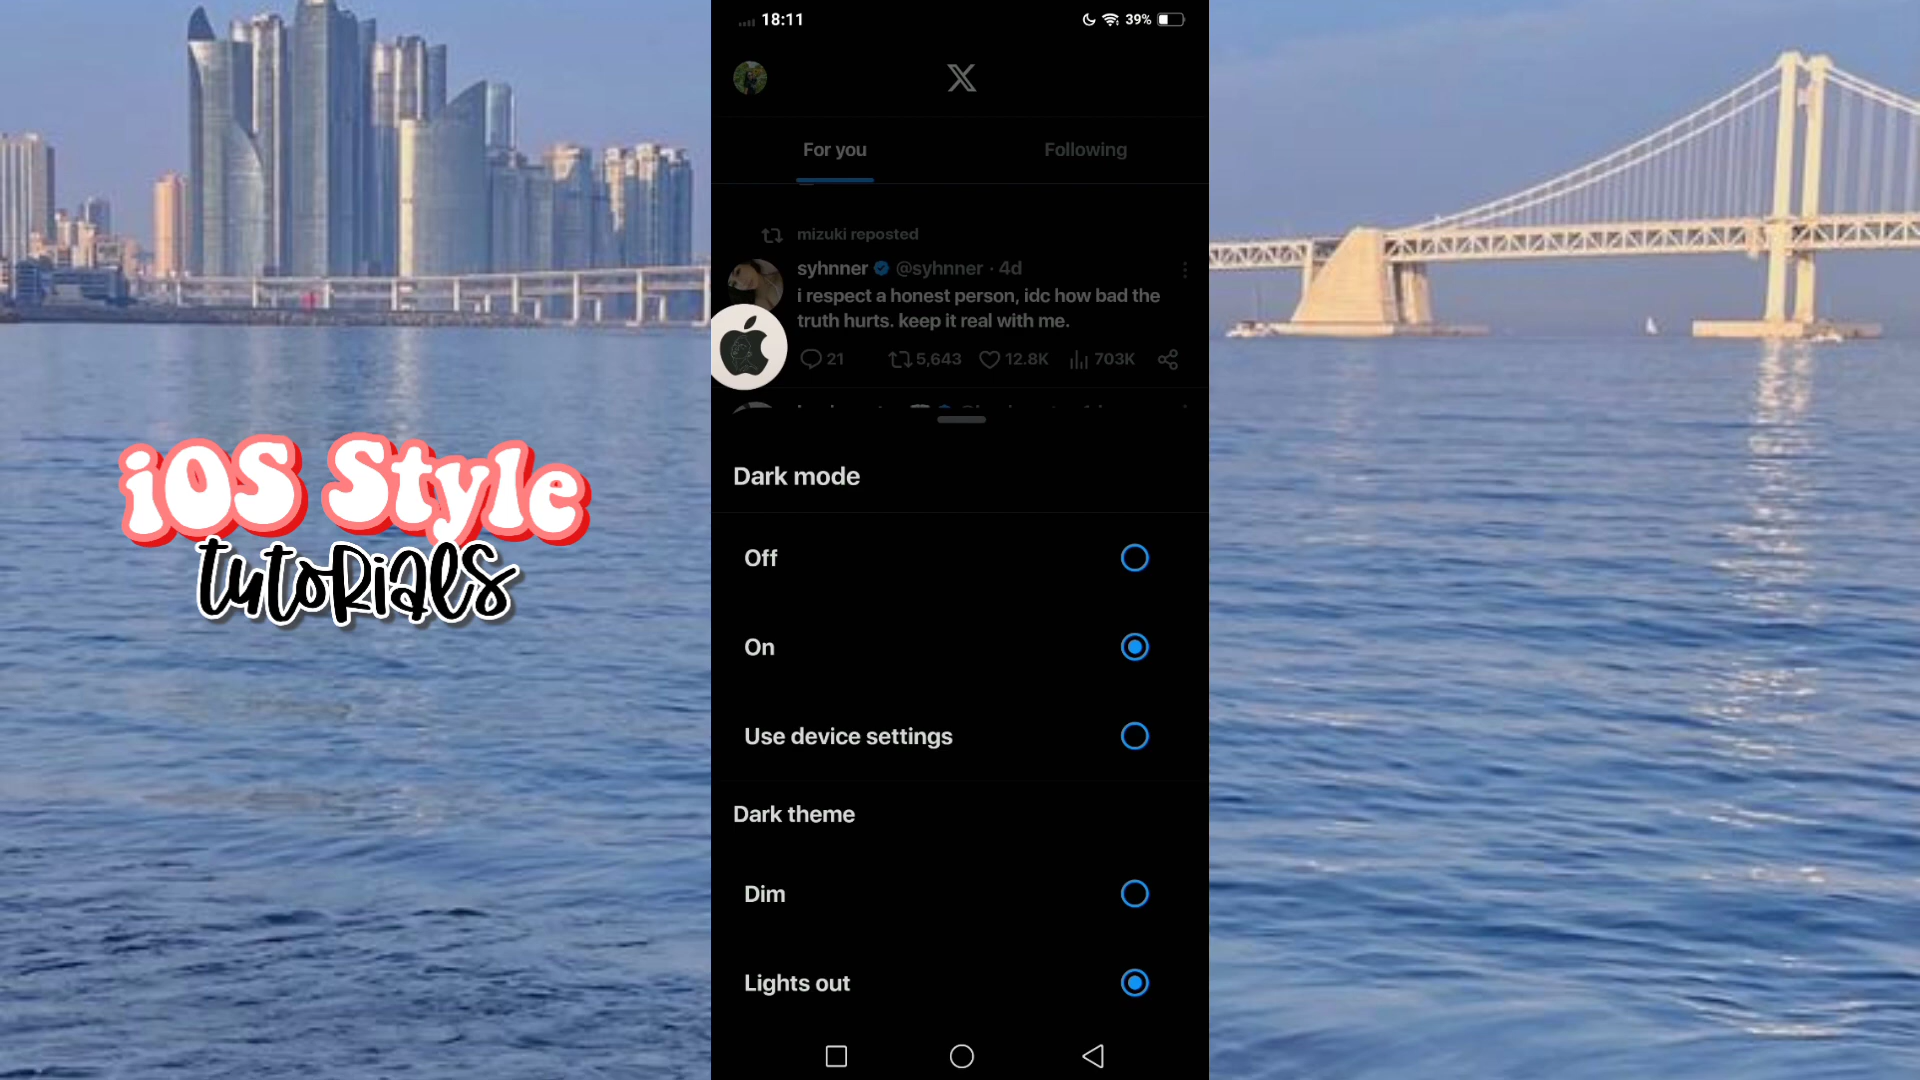 iOS Style
tutorials
18:11
39%
For you
Following
mizuki reposted
syhnner @syhnner · 4d
i respect a honest person, idc how bad the
truth hurts. keep it real with me.
21
5,643
12.8K
703K
Dark mode
Off
On
Use device settings
Dark theme
Dim
Lights out